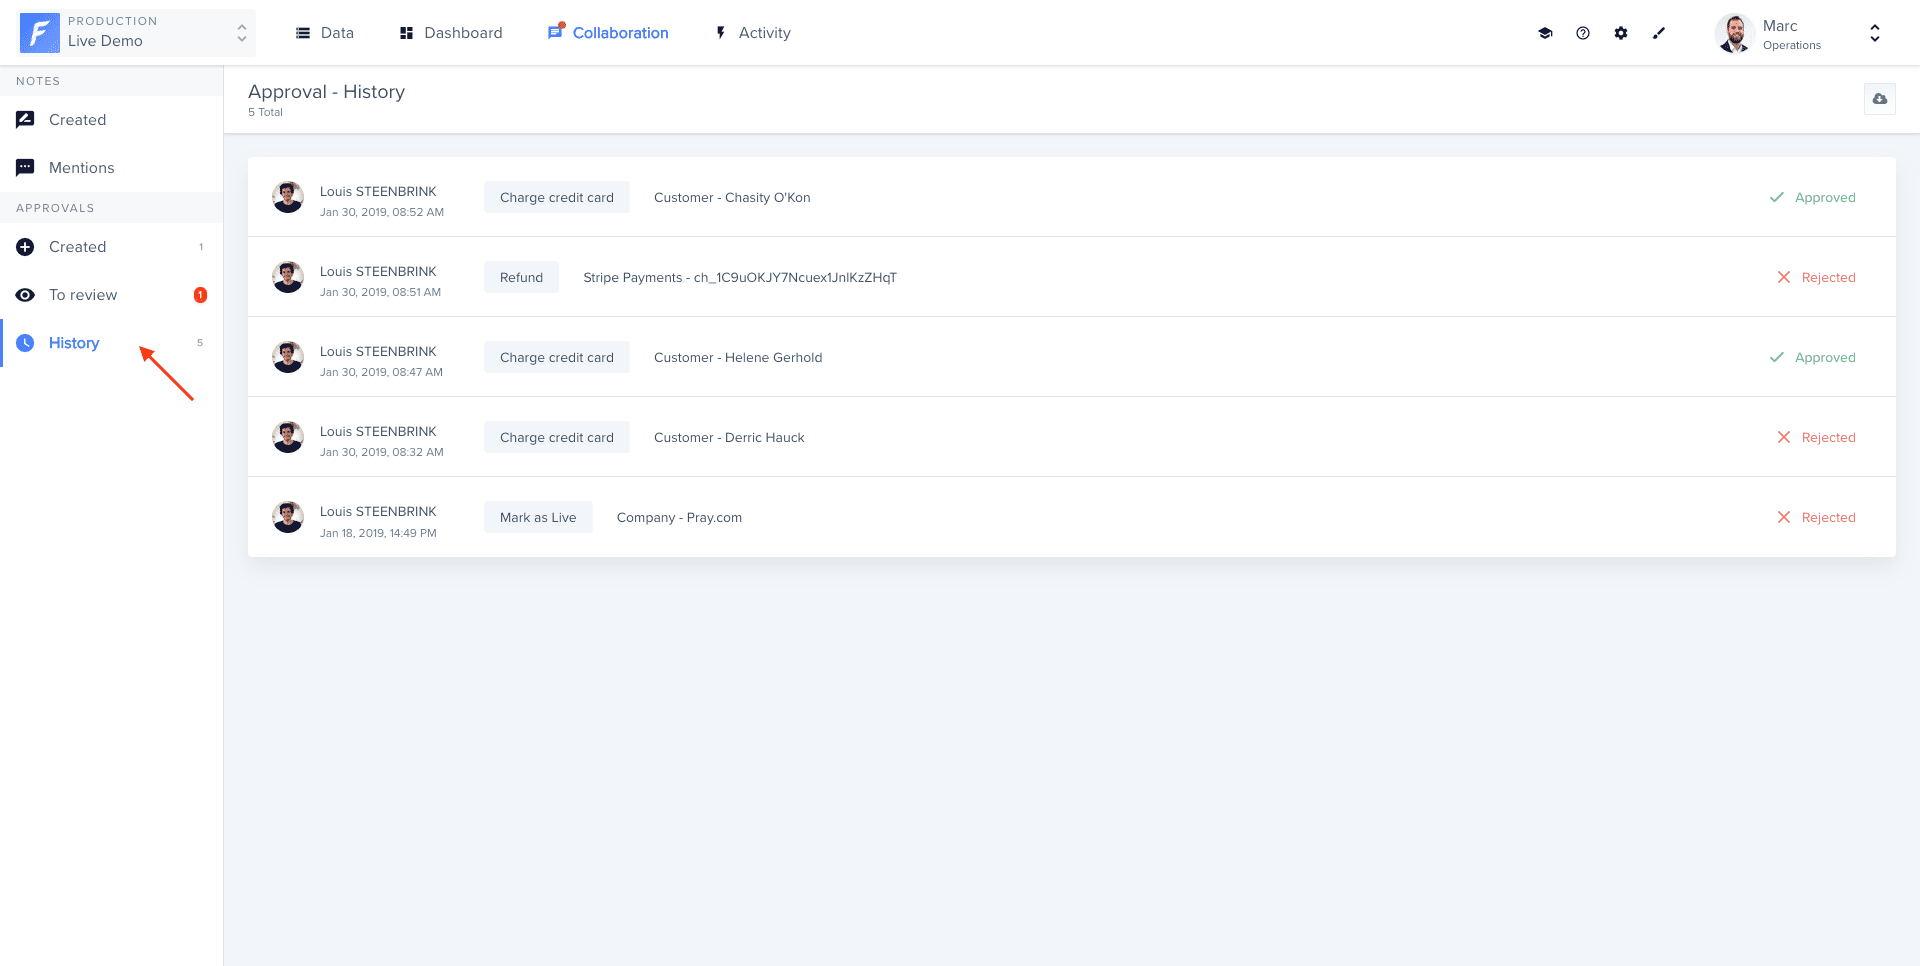 PRODUCTION
Live Demo
Data
Dashboard
Collaboration
Activity
Marc
Operations
NOTES
Created
Mentions
APPROVALS
Created 1
To review 1
History 5
Approval - History
5 Total
Louis STEENBRINK
Jan 30, 2019, 08:52 AM
Charge credit card
Customer - Chasity O'Kon
Approved
Louis STEENBRINK
Jan 30, 2019, 08:51 AM
Refund
Stripe Payments - ch_1C9uOKJY7Ncuex1JnlKzZHqT
Rejected
Louis STEENBRINK
Jan 30, 2019, 08:47 AM
Charge credit card
Customer - Helene Gerhold
Approved
Louis STEENBRINK
Jan 30, 2019, 08:32 AM
Charge credit card
Customer - Derric Hauck
Rejected
Louis STEENBRINK
Jan 18, 2019, 14:49 PM
Mark as Live
Company - Pray.com
Rejected